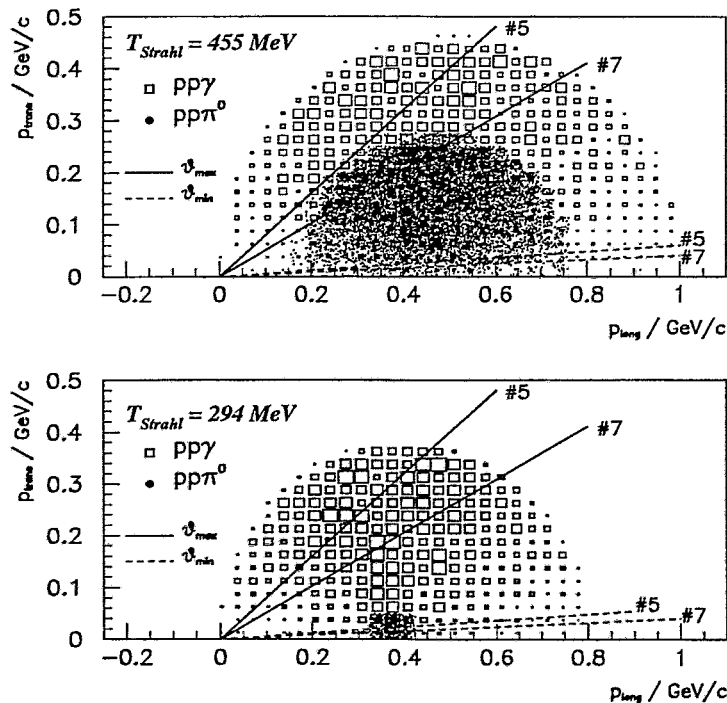 p_trans / GeV/c
0.5
0.4
0.3
0.2
0.1
0
T_Strahl = 455 MeV
□ ppγ
● ppπ⁰
ϑ_max
ϑ_min
#5
#7
#5
#7
−0.2 0 0.2 0.4 0.6 0.8 1
p_long / GeV/c
p_trans / GeV/c
0.5
0.4
0.3
0.2
0.1
0
T_Strahl = 294 MeV
□ ppγ
● ppπ⁰
ϑ_max
ϑ_min
#5
#7
#5
#7
−0.2 0 0.2 0.4 0.6 0.8 1
p_long / GeV/c